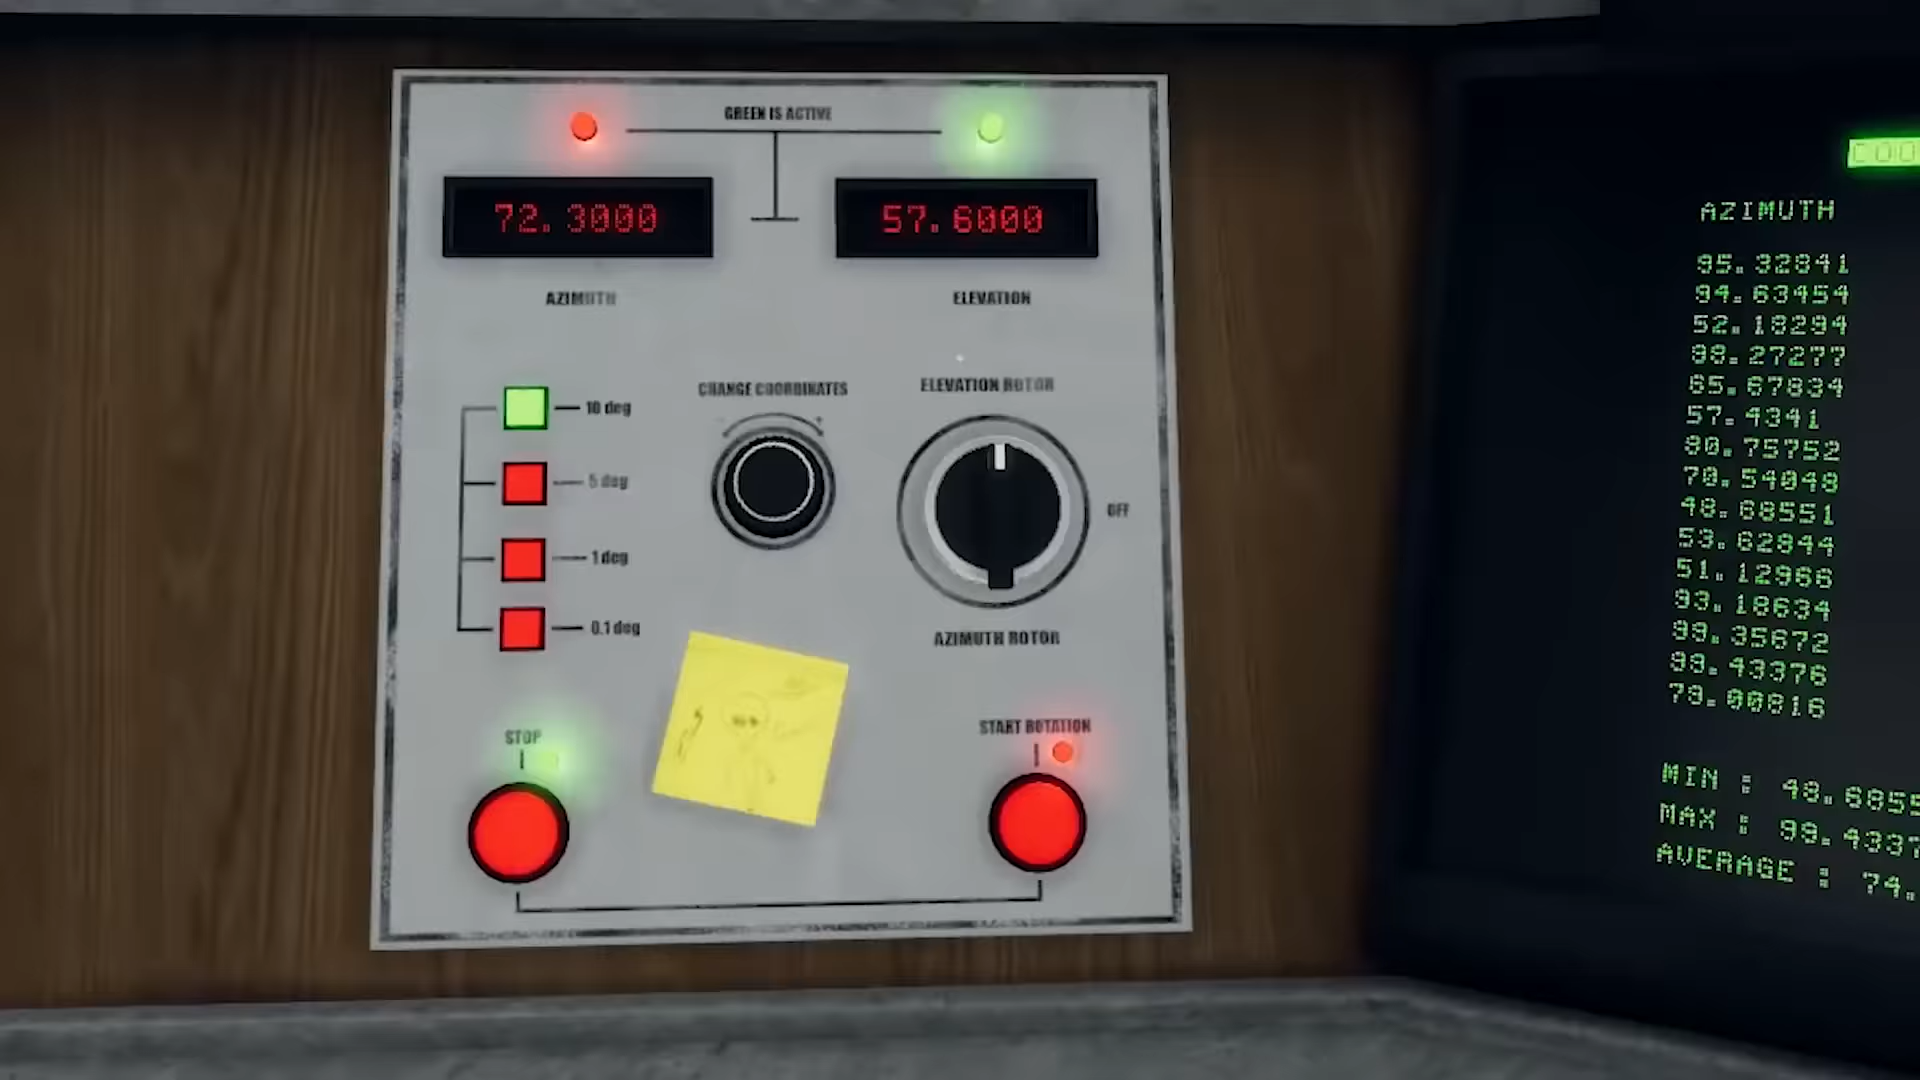 GREEN IS ACTIVE
72.3000
57.6000
AZIMUTH
ELEVATION
10 deg
5 deg
1 deg
0.1 deg
CHANGE COORDINATES
- +
ELEVATION ROTOR
OFF
AZIMUTH ROTOR
STOP
START ROTATION
COO
AZIMUTH
95.32841
94.63454
52.18294
98.27277
65.67834
57.4341
80.75752
70.54048
48.68551
53.62944
51.12966
93.18634
99.35672
99.43376
79.00816
MIN : 48.6855
MAX : 99.4337
AVERAGE : 74.